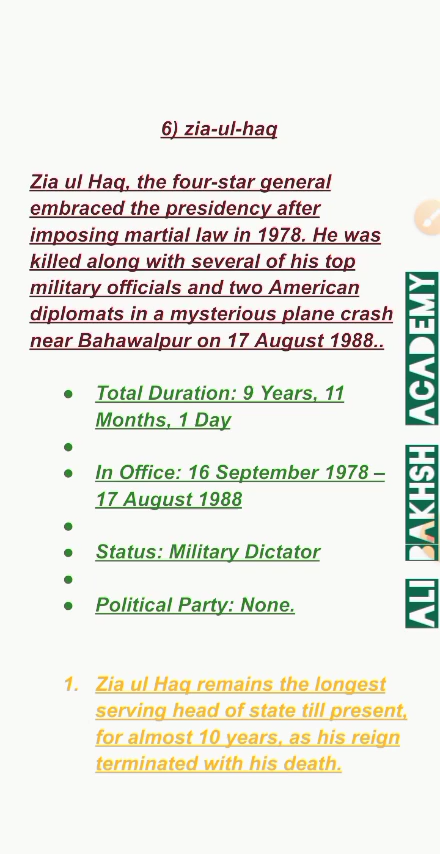 6) zia-ul-haq
Zia ul Haq, the four-star general
embraced the presidency after
imposing martial law in 1978. He was
killed along with several of his top
military officials and two American
diplomats in a mysterious plane crash
near Bahawalpur on 17 August 1988..
• Total Duration: 9 Years, 11
Months, 1 Day
•
• In Office: 16 September 1978 –
17 August 1988
•
• Status: Military Dictator
•
• Political Party: None.
1. Zia ul Haq remains the longest
serving head of state till present,
for almost 10 years, as his reign
terminated with his death.
ALI BAKHSH ACADEMY